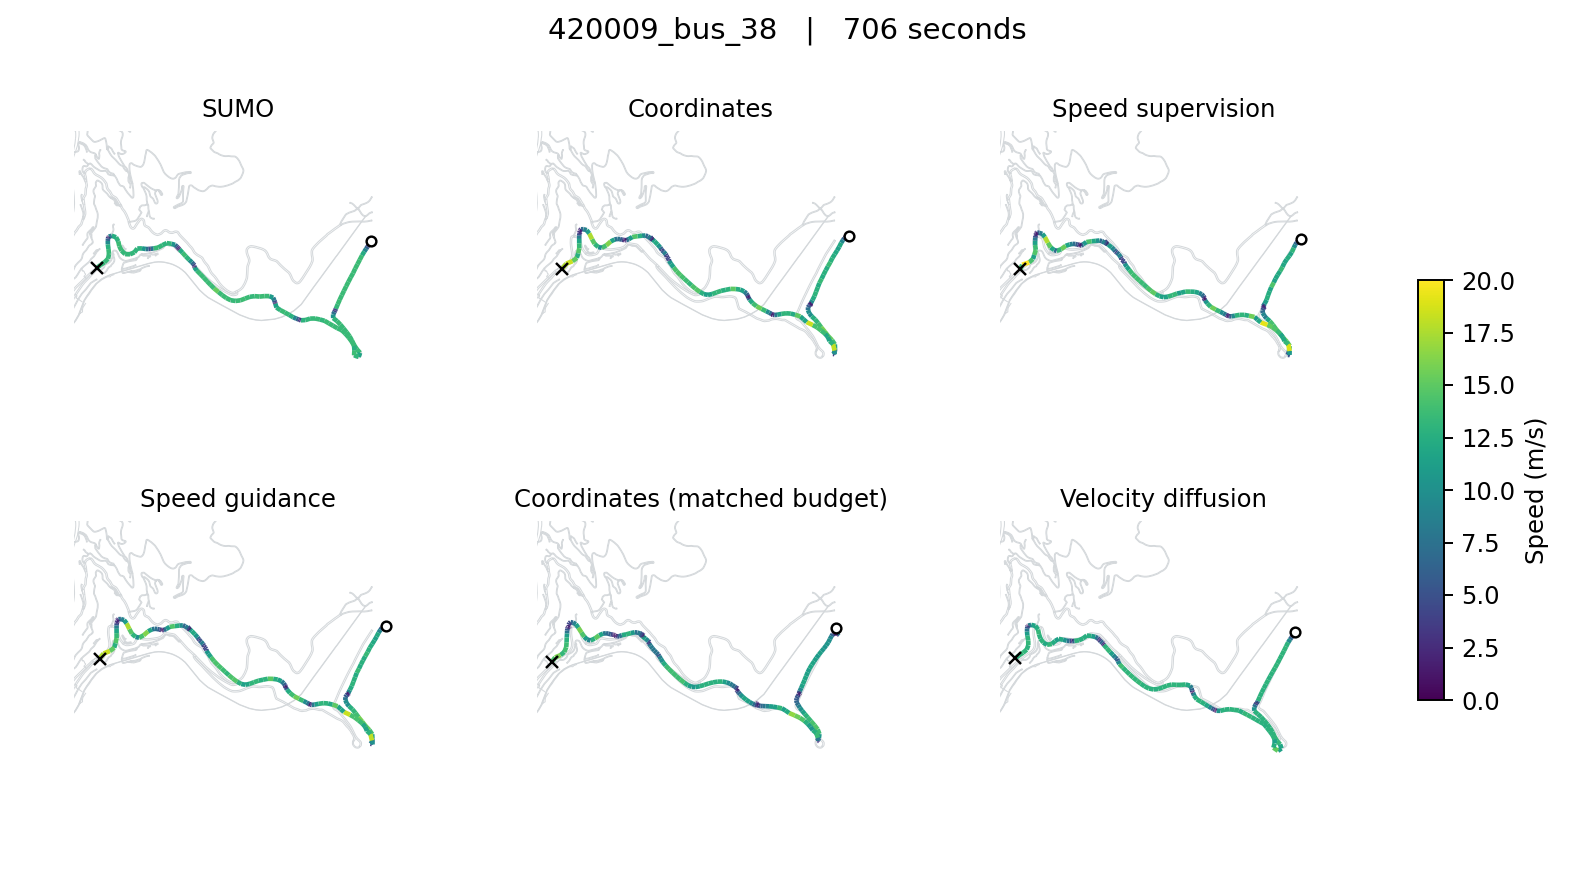 420009_bus_38 | 706 seconds
SUMO
Coordinates
Speed supervision
Speed guidance
Coordinates (matched budget)
Velocity diffusion
20.0
17.5
15.0
12.5
10.0
7.5
5.0
2.5
0.0
Speed (m/s)